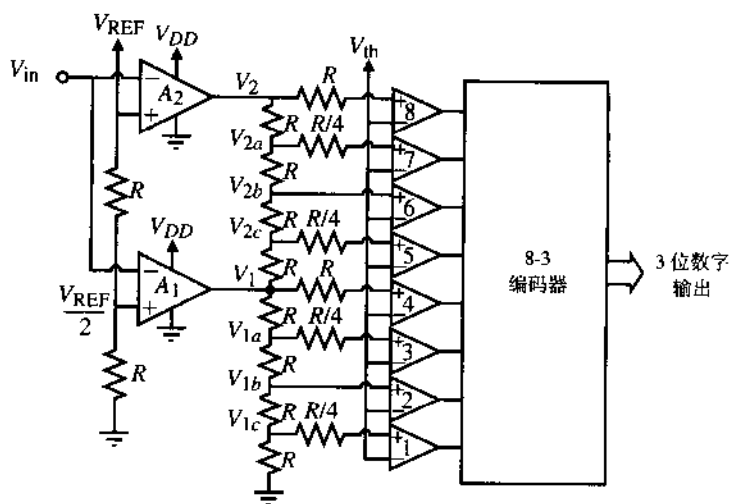 V_REF
V_DD
V_in
A_2
V_2
R
V_th
8
R
R/4
V_2a
7
R
V_2b
6
R
R
R/4
V_2c
5
V_DD
R
R
V_1
8-3
编码器
3 位数字
输出
A_1
4
V_REF/2
R
R/4
V_1a
3
R
R
V_1b
2
R
R/4
V_1c
1
R